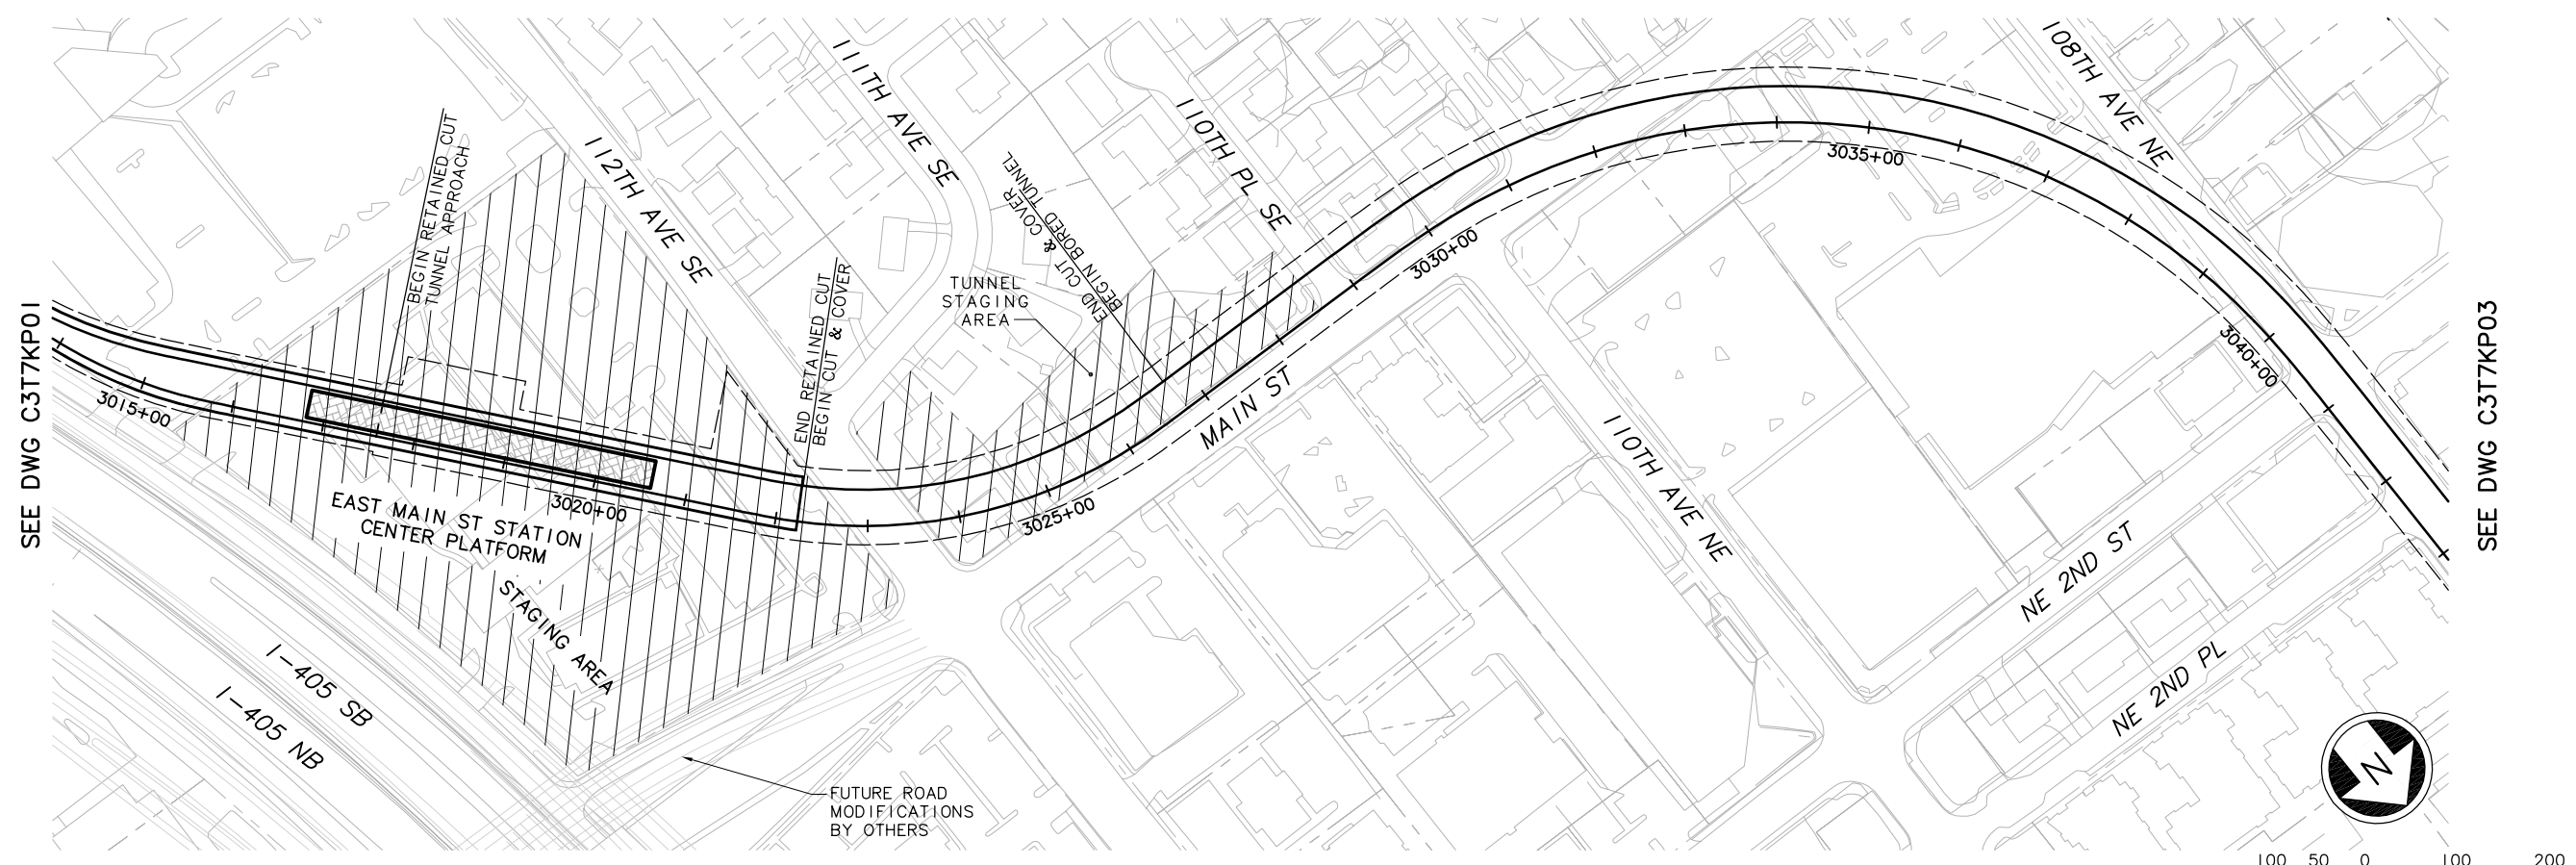 SEE DWG C3T7KP01
BEGIN RETAINED CUT
TUNNEL APPROACH
112TH AVE SE
111TH AVE SE
END RETAINED CUT
BEGIN CUT & COVER
TUNNEL
STAGING
AREA
END CUT & COVER
BEGIN BORED TUNNEL
110TH PL SE
108TH AVE NE
3015+00
3020+00
3025+00
3030+00
3035+00
3040+00
EAST MAIN ST STATION
CENTER PLATFORM
STAGING AREA
I-405 SB
I-405 NB
MAIN ST
110TH AVE NE
NE 2ND ST
NE 2ND PL
FUTURE ROAD
MODIFICATIONS
BY OTHERS
SEE DWG C3T7KP03
N
100 50 0 100 200